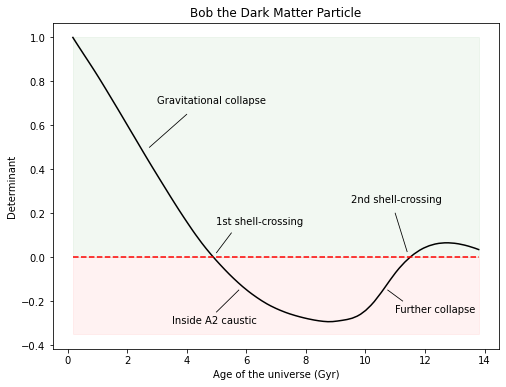 Bob the Dark Matter Particle
Determinant
1.0
0.8
0.6
0.4
0.2
0.0
−0.2
−0.4
Gravitational collapse
1st shell-crossing
2nd shell-crossing
Inside A2 caustic
Further collapse
0
2
4
6
8
10
12
14
Age of the universe (Gyr)